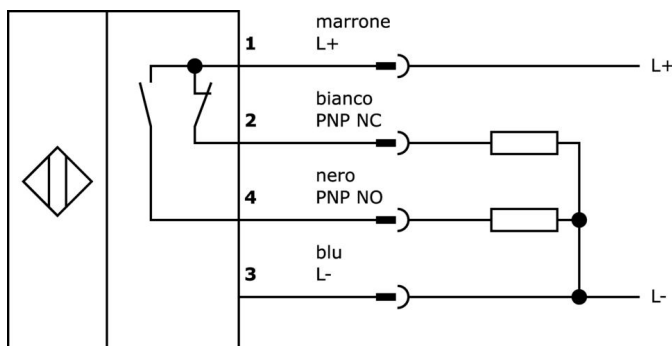 marrone
1 L+
L+
bianco
2 PNP NC
nero
4 PNP NO
blu
3 L-
L-